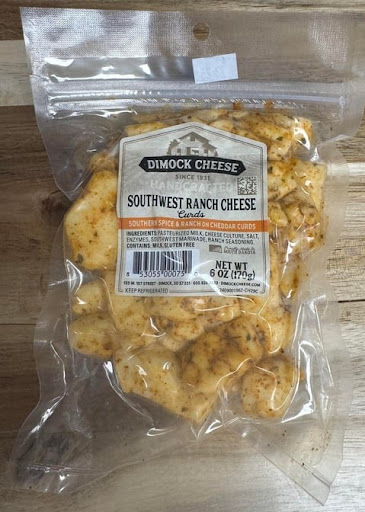 DIMOCK CHEESE
SINCE 1931
HANDCRAFTED
SOUTHWEST RANCH CHEESE
Curds
SOUTHERN SPICE & RANCH ON CHEDDAR CURDS
INGREDIENTS: PASTEURIZED MILK, CHEESE CULTURE, SALT,
ENZYMES, SOUTHWEST MARINADE, RANCH SEASONING.
CONTAINS: MILK, GLUTEN FREE
NET WT
6 OZ (170g)
KEEP REFRIGERATED